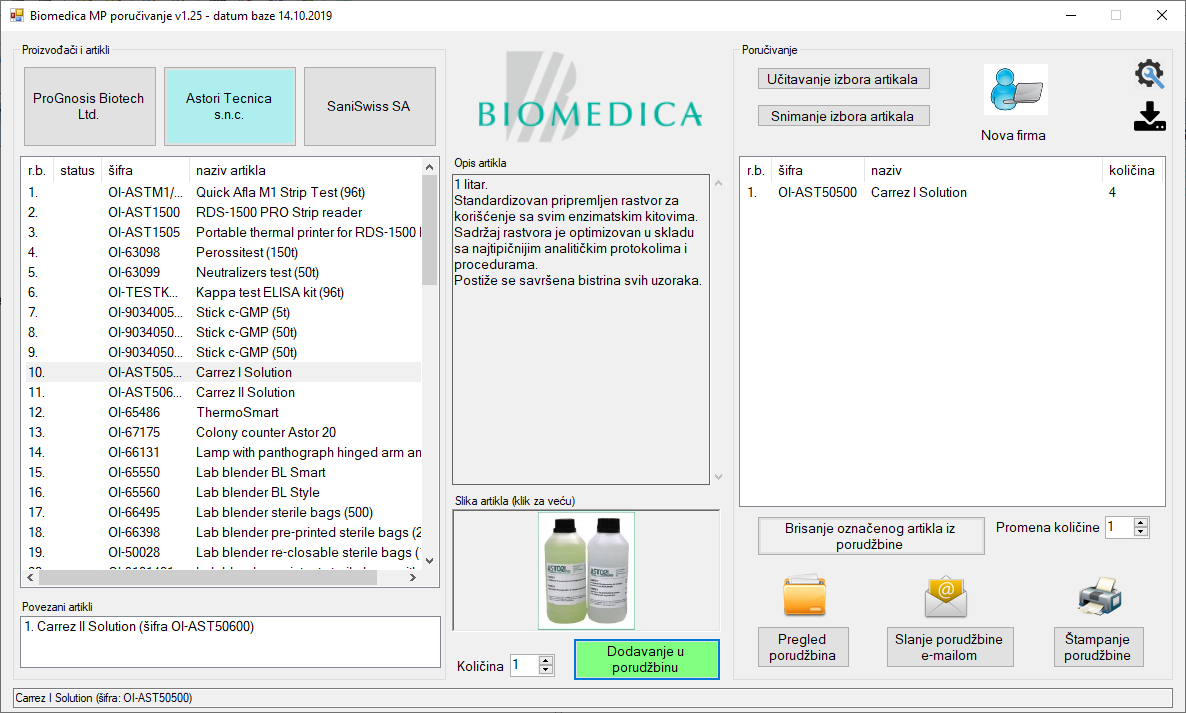 Biomedica MP poručivanje v1.25 - datum baze 14.10.2019
Proizvođači i artikli
ProGnosis Biotech
Ltd.
Astori Tecnica
s.n.c.
SaniSwiss SA
r.b. status šifra naziv artikla
1. OI-ASTM1/... Quick Afla M1 Strip Test (96t)
2. OI-AST1500 RDS-1500 PRO Strip reader
3. OI-AST1505 Portable thermal printer for RDS-1500
4. OI-63098 Perossitest (150t)
5. OI-63099 Neutralizers test (50t)
6. OI-TESTK... Kappa test ELISA kit (96t)
7. OI-9034005... Stick c-GMP (5t)
8. OI-9034050... Stick c-GMP (50t)
9. OI-9034050... Stick c-GMP (50t)
10. OI-AST505... Carrez I Solution
11. OI-AST506... Carrez II Solution
12. OI-65486 ThermoSmart
13. OI-67175 Colony counter Astor 20
14. OI-66131 Lamp with panthograph hinged arm an
15. OI-65550 Lab blender BL Smart
16. OI-65560 Lab blender BL Style
17. OI-66495 Lab blender sterile bags (500)
18. OI-66398 Lab blender pre-printed sterile bags (2
19. OI-50028 Lab blender re-closable sterile bags (
Povezani artikli
1. Carrez II Solution (šifra OI-AST50600)
BIOMEDICA
Opis artikla
1 litar.
Standardizovan pripremljen rastvor za
korišćenje sa svim enzimatskim kitovima.
Sadržaj rastvora je optimizovan u skladu
sa najtipičnijim analitičkim protokolima i
procedurama.
Postiže se savršena bistrina svih uzoraka.
Slika artikla (klik za veću)
ASTORI
Količina 1
Dodavanje u
porudžbinu
Poručivanje
Učitavanje izbora artikala
Snimanje izbora artikala
Nova firma
r.b. šifra naziv količina
1. OI-AST50500 Carrez I Solution 4
Brisanje označenog artikla iz
porudžbine
Promena količine 1
Pregled
porudžbina
Slanje porudžbine
e-mailom
Štampanje
porudžbine
Carrez I Solution (šifra: OI-AST50500)